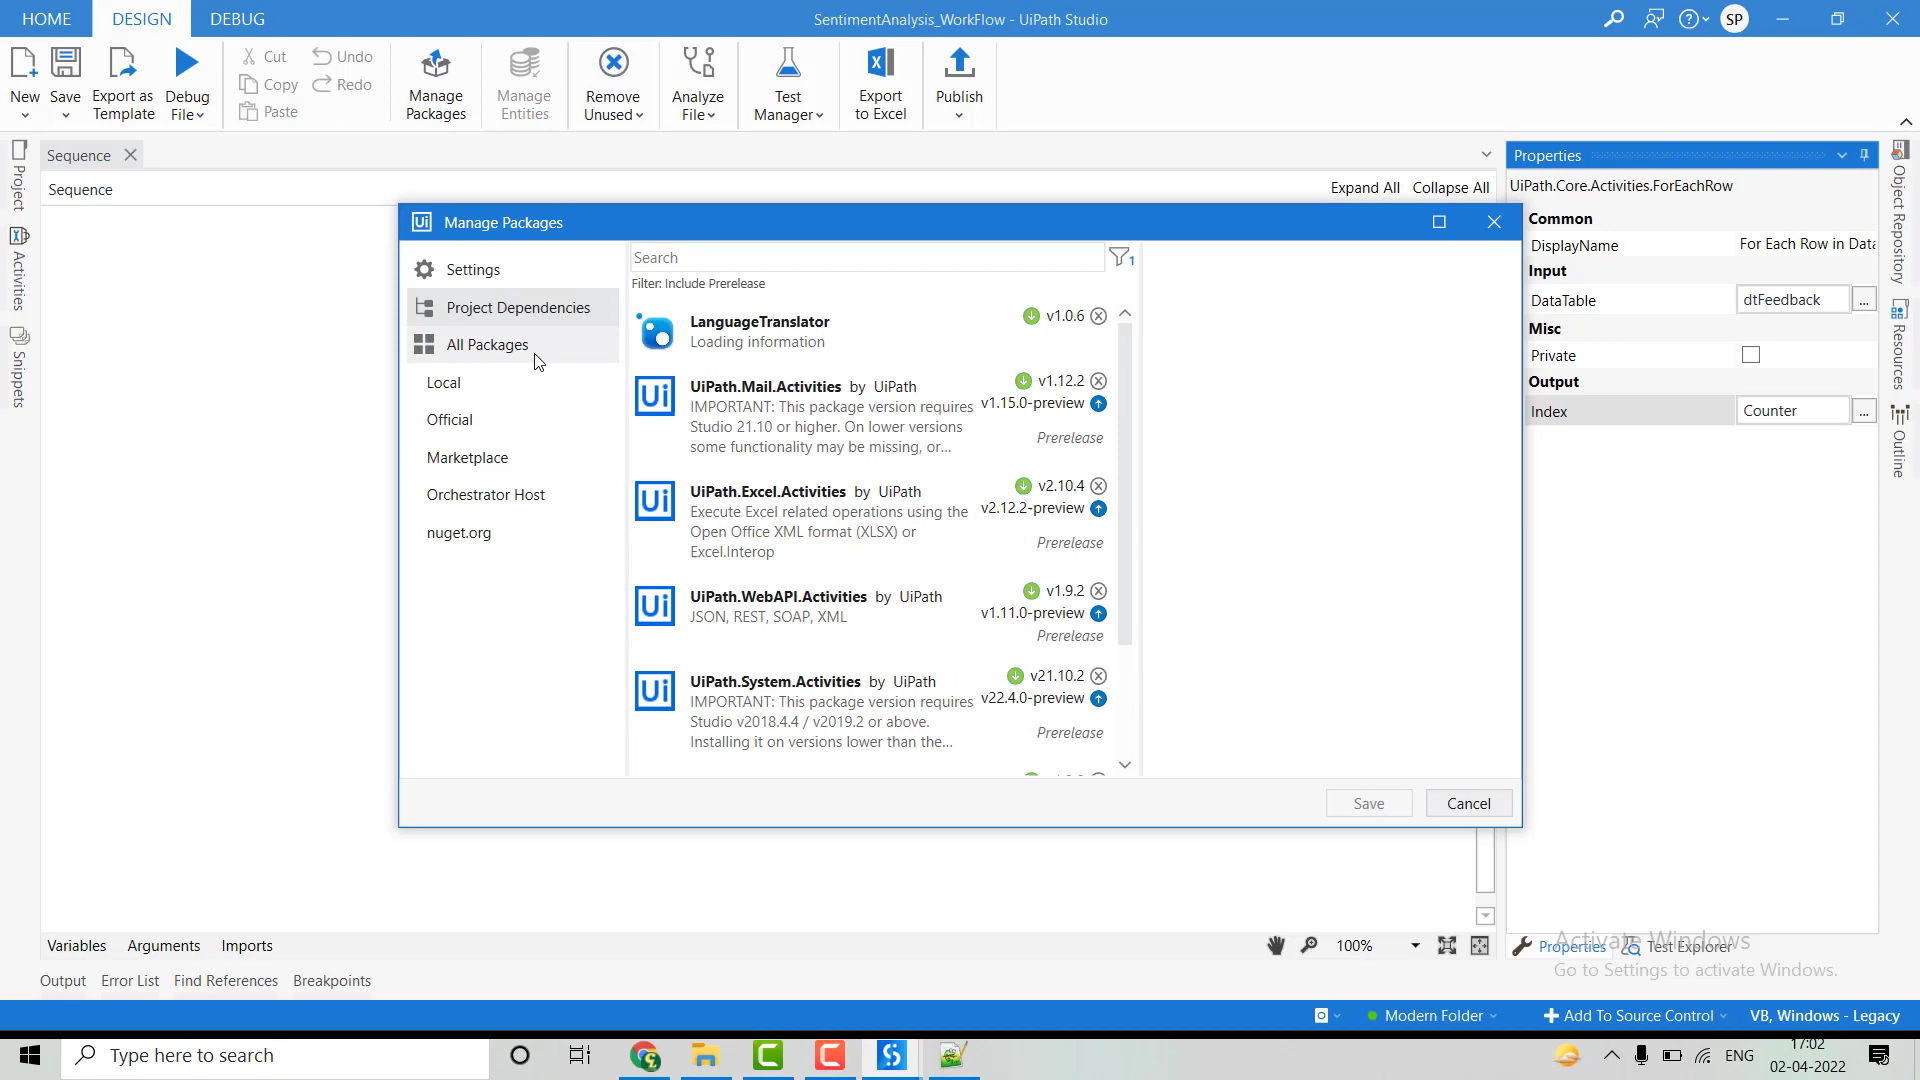 HOME DESIGN DEBUG
SentimentAnalysis_WorkFlow - UiPath Studio
SP
New Save Export as Template Debug File
Cut Copy Paste
Undo Redo
Manage Packages
Manage Entities
Remove Unused
Analyze File
Test Manager
Export to Excel
Publish
Project
Activities
Snippets
Sequence
Sequence
Expand All Collapse All
Ui Manage Packages
Settings
Project Dependencies
All Packages
Local
Official
Marketplace
Orchestrator Host
nuget.org
Search
1
Filter: Include Prerelease
LanguageTranslator v1.0.6
Loading information
Ui
UiPath.Mail.Activities by UiPath v1.12.2
IMPORTANT: This package version requires v1.15.0-preview
Studio 21.10 or higher. On lower versions Prerelease
some functionality may be missing, or...
Ui
UiPath.Excel.Activities by UiPath v2.10.4
Execute Excel related operations using the v2.12.2-preview
Open Office XML format (XLSX) or Prerelease
Excel.Interop
Ui
UiPath.WebAPI.Activities by UiPath v1.9.2
JSON, REST, SOAP, XML v1.11.0-preview
Prerelease
Ui
UiPath.System.Activities by UiPath v21.10.2
IMPORTANT: This package version requires v22.4.0-preview
Studio v2018.4.4 / v2019.2 or above. Prerelease
Installing it on versions lower than the...
Save Cancel
Properties
UiPath.Core.Activities.ForEachRow
Common
DisplayName For Each Row in Data
Input
DataTable dtFeedback ...
Misc
Private
Output
Index Counter ...
Object Repository
Resources
Outline
Variables Arguments Imports
100%
Properties Test Explorer
Activate Windows
Go to Settings to activate Windows.
Output Error List Find References Breakpoints
Modern Folder Add To Source Control VB, Windows - Legacy
Type here to search
ENG
17:02
02-04-2022